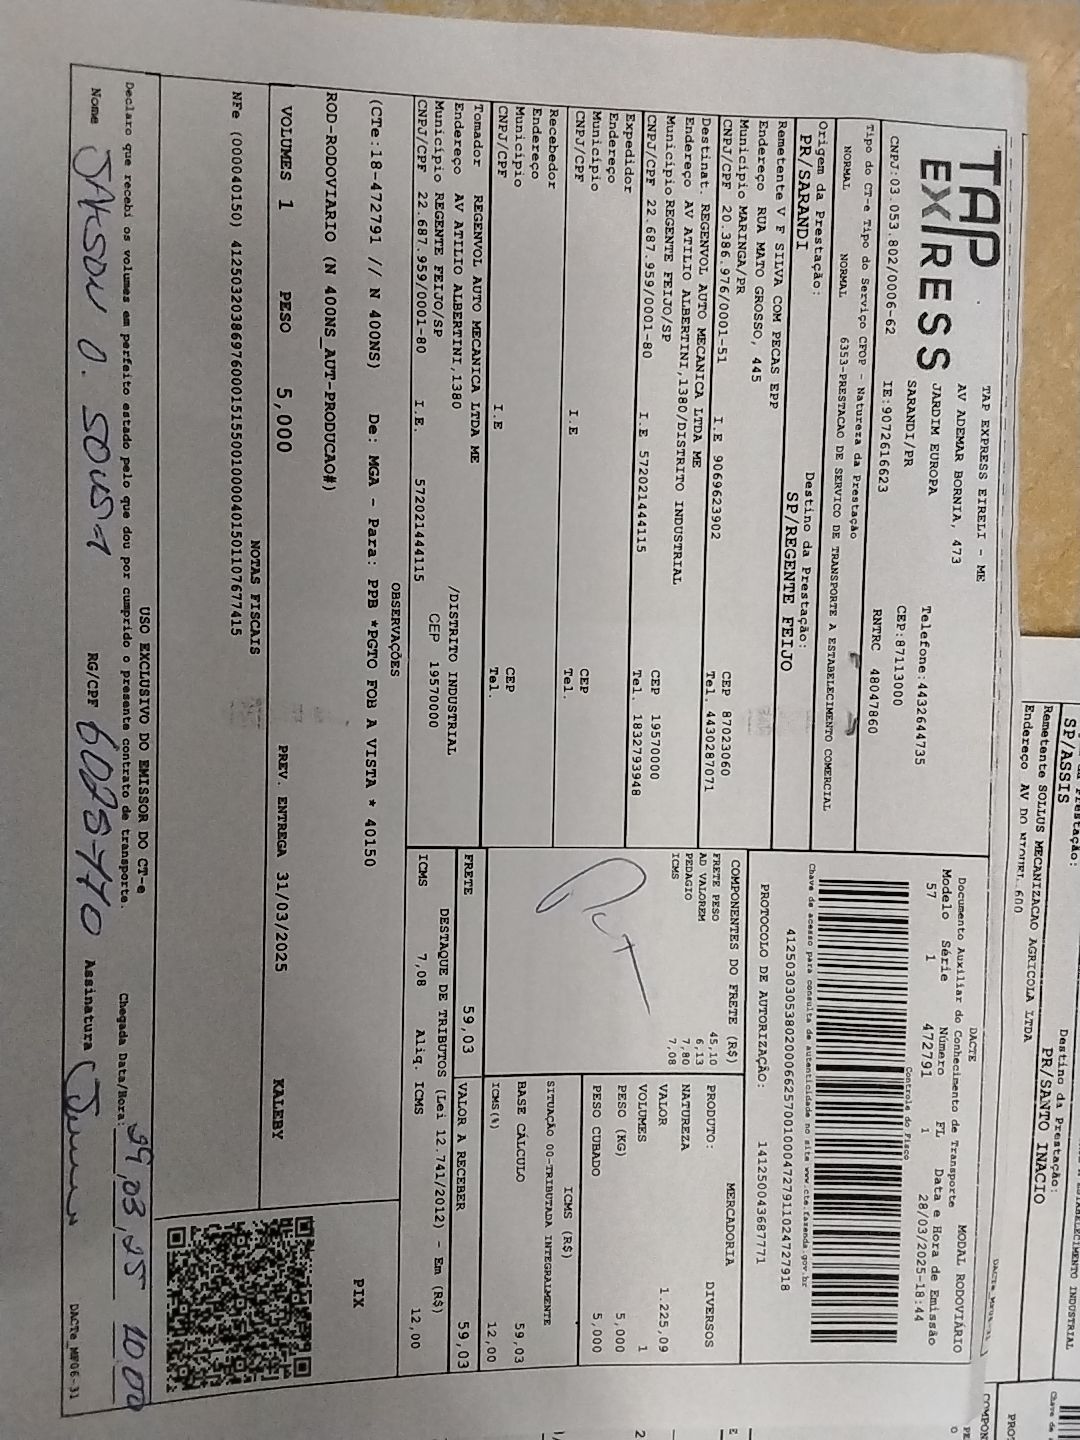 TAP EXPRESS
TAP EXPRESS EIRELI - ME
AV ADEMAR BORNIA, 473
JARDIM EUROPA
SARANDI/PR
Telefone:4432644735
CEP:87113000
CNPJ:03.053.802/0006-62
IE:9072616623
RNTRC 48047860
Tipo do CT-e Tipo do Serviço CFOP - Natureza da Prestação
NORMAL NORMAL 6353-PRESTACAO DE SERVICO DE TRANSPORTE A ESTABELECIMENTO COMERCIAL
Origem da Prestação: Destino da Prestação:
PR/SARANDI SP/REGENTE FEIJO
Remetente V F SILVA COM PECAS EPP
Endereço RUA MATO GROSSO, 445
Município MARINGA/PR CEP 87023060
CNPJ/CPF 20.386.976/0001-51 I.E 9069623902 Tel. 4430287071
Destinat. REGENVOL AUTO MECANICA LTDA ME
Endereço AV ATILIO ALBERTINI,1380/DISTRITO INDUSTRIAL
Município REGENTE FEIJO/SP CEP 19570000
CNPJ/CPF 22.687.959/0001-80 I.E 572021444115 Tel. 1832793948
Expedidor
Endereço
Município CEP
CNPJ/CPF I.E Tel.
Recebedor
Endereço
Município CEP
CNPJ/CPF I.E Tel.
Tomador REGENVOL AUTO MECANICA LTDA ME
Endereço AV ATILIO ALBERTINI,1380 /DISTRITO INDUSTRIAL
Município REGENTE FEIJO/SP CEP 19570000
CNPJ/CPF 22.687.959/0001-80 I.E. 572021444115
DACTE
Documento Auxiliar do Conhecimento de Transporte MODAL RODOVIÁRIO
Modelo Série Número FL Data e Hora de Emissão
57 1 472791 1 28/03/2025-18:44
Controle do Fisco
Chave de acesso para consulta de autenticidade no site www.cte.fazenda.gov.br
41250303053802000662570010004727911024727918
PROTOCOLO DE AUTORIZAÇÃO: 141250043687771
COMPONENTES DO FRETE (R$)
FRETE PESO 45,10
AD VALOREM 6,13
PEDAGIO 7,80
ICMS 7,08
MERCADORIA
PRODUTO: DIVERSOS
NATUREZA
VALOR 1.225,09
VOLUMES 1
PESO (KG) 5,000
PESO CUBADO 5,000
ICMS (R$)
SITUAÇÃO 00-TRIBUTADA INTEGRALMENTE
BASE CÁLCULO 59,03
ICMS(%) 12,00
FRETE 59,03
VALOR A RECEBER 59,03
DESTAQUE DE TRIBUTOS (Lei 12.741/2012) - Em (R$)
ICMS 7,08 Aliq. ICMS 12,00
OBSERVAÇÕES
(CTe:18-472791 // N 400NS) De: MGA - Para: PPB *PGTO FOB A VISTA * 40150
ROD-RODOVIARIO (N 400NS_AUT-PRODUCAO#)
PIX
VOLUMES 1 PESO 5,000 PREV. ENTREGA 31/03/2025 KALEBY
NOTAS FISCAIS
NFe (000040150) 41250320386976000151550010000401501107677415
USO EXCLUSIVO DO EMISSOR DO CT-e
Declaro que recebi os volumes em perfeito estado pelo que dou por cumprido o presente contrato de transporte.
Chegada Data/Hora: 29,03,25 10:00
Nome JAKSON O. SOUSA RG/CPF Assinatura
DACTe_MF06-31
Destino da Prestação:
SP/ASSIS PR/SANTO INACIO
Remetente SOLLUS MECANIZACAO AGRICOLA LTDA